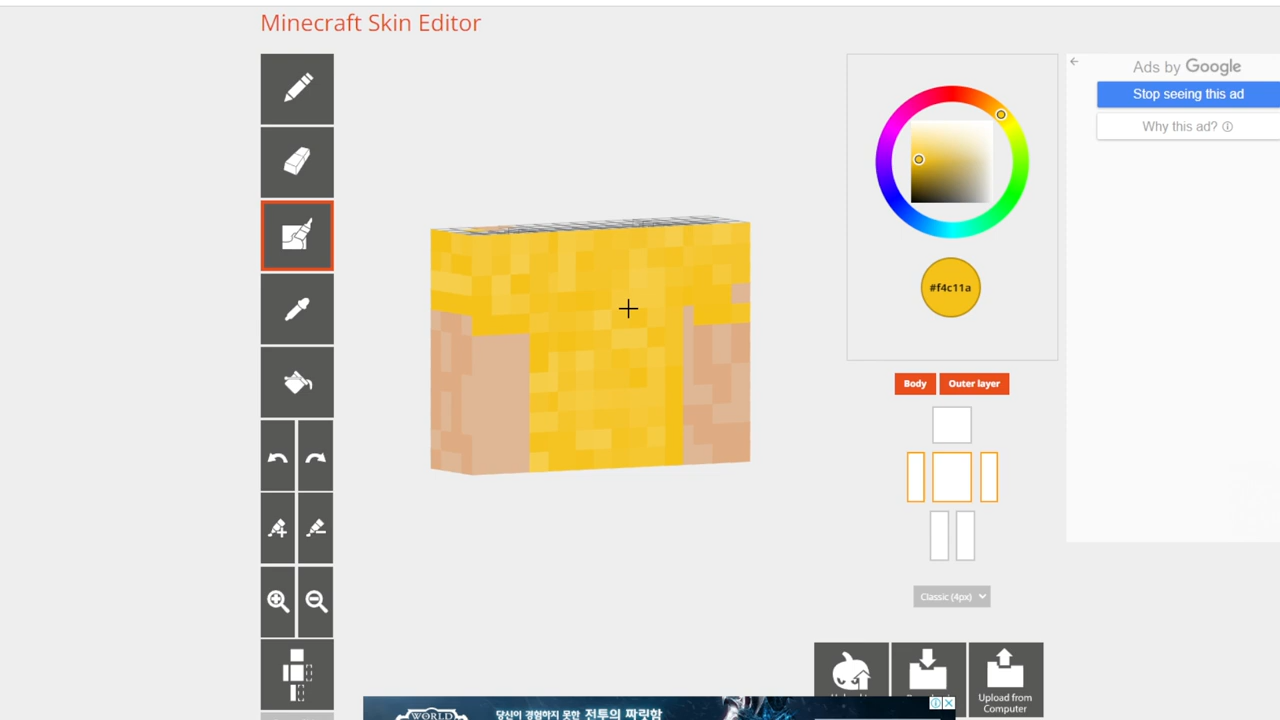 Minecraft Skin Editor
Ads by Google
Stop seeing this ad
Why this ad?
#f4c11a
Body
Outer layer
Classic (4px)
Upload from
Computer
WORLD
당신이 경험하지 못한 전투의 짜릿함